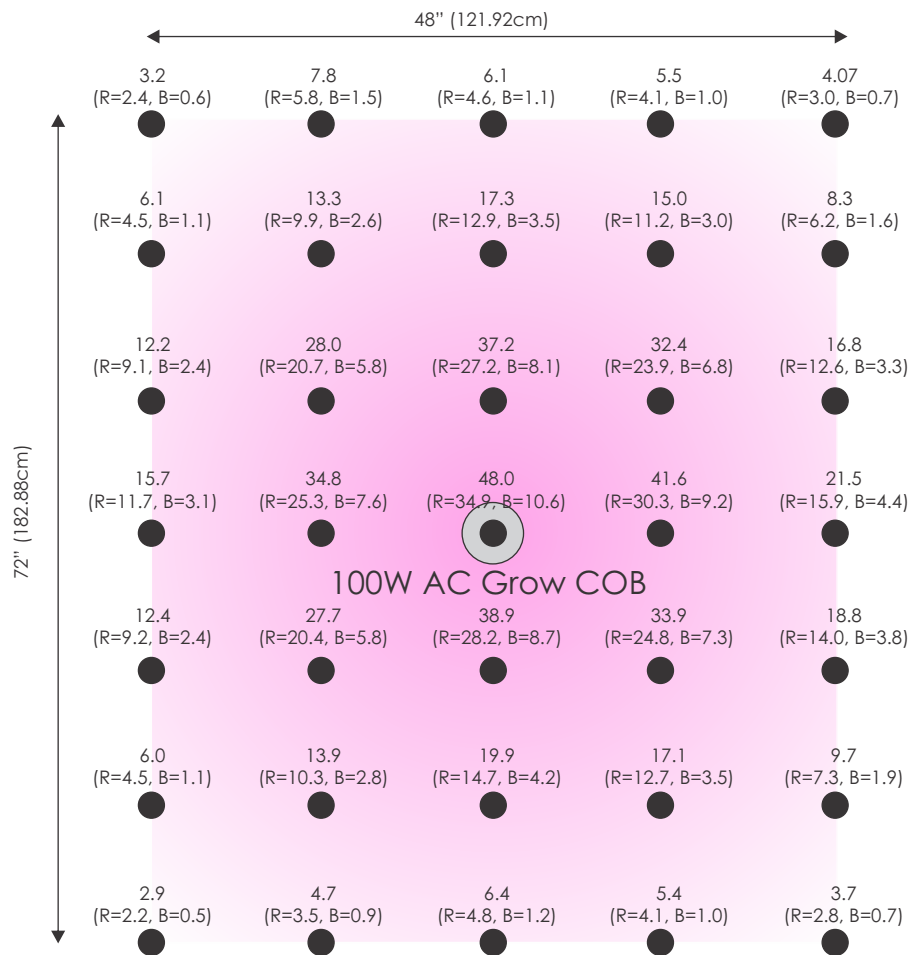 48” (121.92cm)
3.2 7.8 6.1 5.5 4.07
(R=2.4, B=0.6) (R=5.8, B=1.5) (R=4.6, B=1.1) (R=4.1, B=1.0) (R=3.0, B=0.7)
6.1 13.3 17.3 15.0 8.3
(R=4.5, B=1.1) (R=9.9, B=2.6) (R=12.9, B=3.5) (R=11.2, B=3.0) (R=6.2, B=1.6)
12.2 28.0 37.2 32.4 16.8
(R=9.1, B=2.4) (R=20.7, B=5.8) (R=27.2, B=8.1) (R=23.9, B=6.8) (R=12.6, B=3.3)
72” (182.88cm)
15.7 34.8 48.0 41.6 21.5
(R=11.7, B=3.1) (R=25.3, B=7.6) (R=34.9, B=10.6) (R=30.3, B=9.2) (R=15.9, B=4.4)
100W AC Grow COB
12.4 27.7 38.9 33.9 18.8
(R=9.2, B=2.4) (R=20.4, B=5.8) (R=28.2, B=8.7) (R=24.8, B=7.3) (R=14.0, B=3.8)
6.0 13.9 19.9 17.1 9.7
(R=4.5, B=1.1) (R=10.3, B=2.8) (R=14.7, B=4.2) (R=12.7, B=3.5) (R=7.3, B=1.9)
2.9 4.7 6.4 5.4 3.7
(R=2.2, B=0.5) (R=3.5, B=0.9) (R=4.8, B=1.2) (R=4.1, B=1.0) (R=2.8, B=0.7)